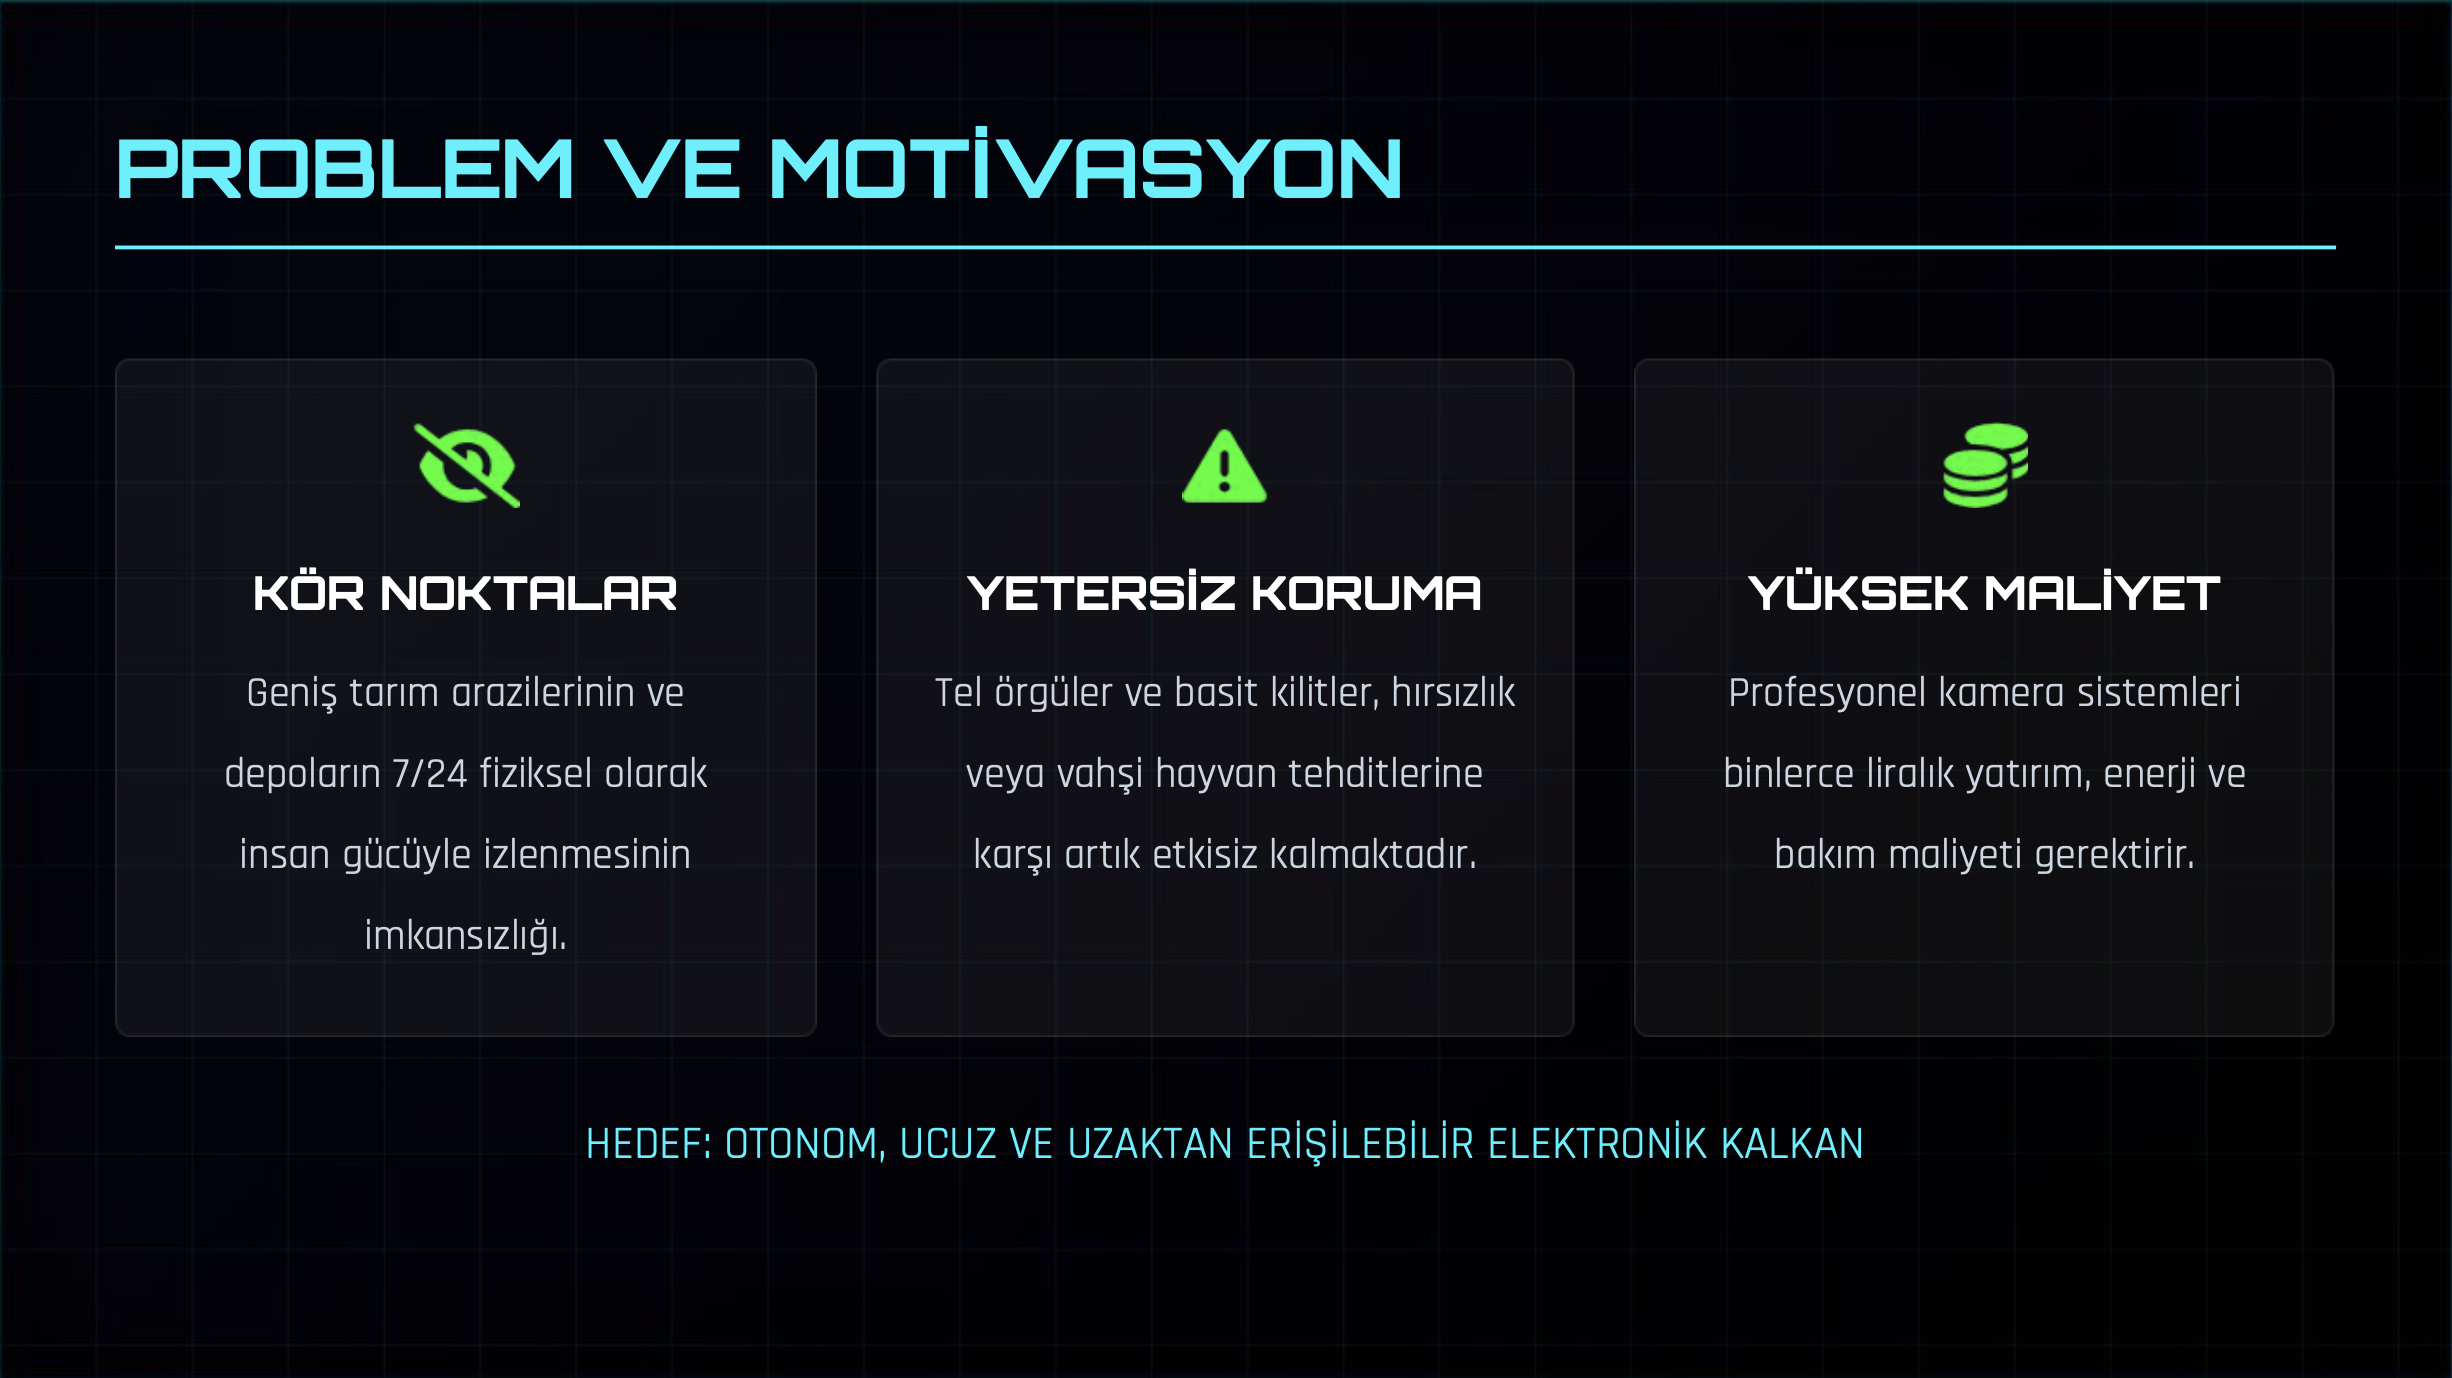 PROBLEM VE MOTİVASYON
KÖR NOKTALAR
Geniş tarım arazilerinin ve
depoların 7/24 fiziksel olarak
insan gücüyle izlenmesinin
imkansızlığı.
YETERSİZ KORUMA
Tel örgüler ve basit kilitler, hırsızlık
veya vahşi hayvan tehditlerine
karşı artık etkisiz kalmaktadır.
YÜKSEK MALİYET
Profesyonel kamera sistemleri
binlerce liralık yatırım, enerji ve
bakım maliyeti gerektirir.
HEDEF: OTONOM, UCUZ VE UZAKTAN ERİŞİLEBİLİR ELEKTRONİK KALKAN